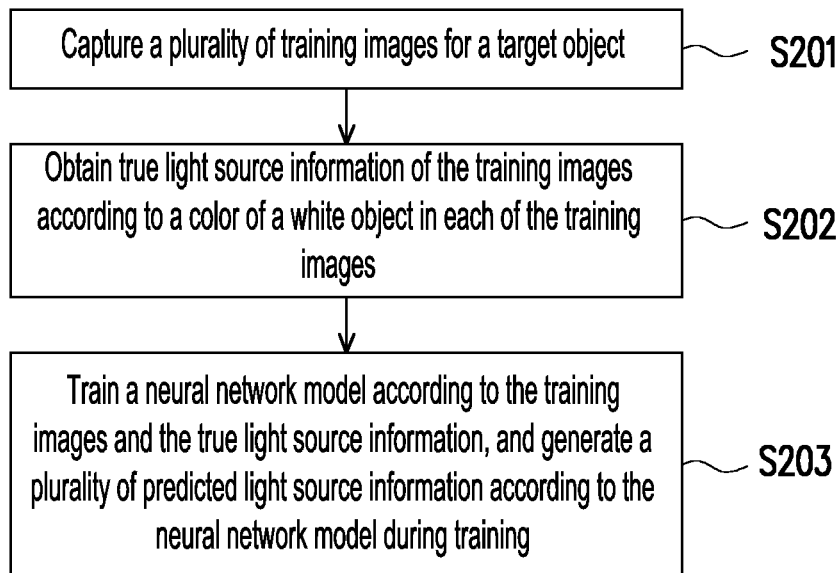 Capture a plurality of training images for a target object
S201
Obtain true light source information of the training images
according to a color of a white object in each of the training
images
S202
Train a neural network model according to the training
images and the true light source information, and generate a
plurality of predicted light source information according to the
neural network model during training
S203